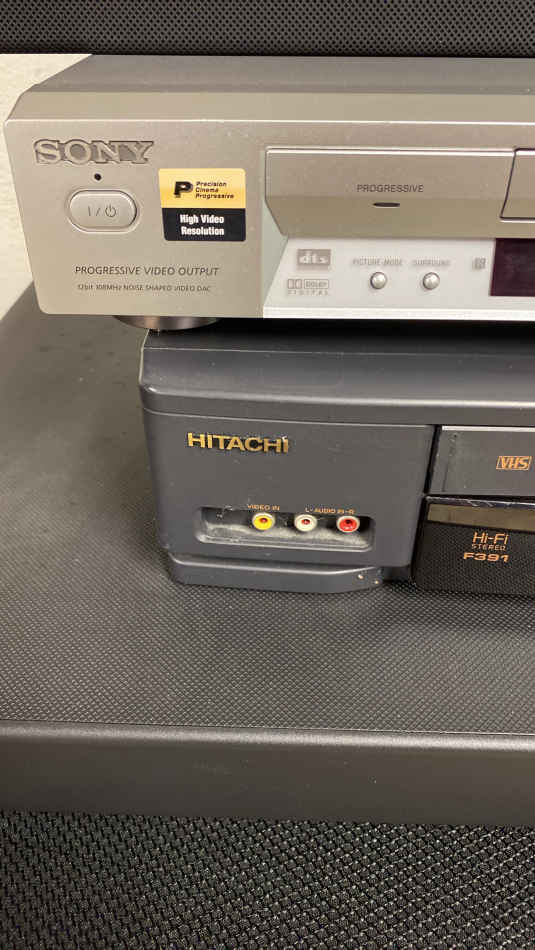 SONY
I / ⏻
P Precision
Cinema
Progressive
High Video
Resolution
PROGRESSIVE
dts
PICTURE MODE SURROUND
DOLBY
DIGITAL
PROGRESSIVE VIDEO OUTPUT
12bit 108MHz NOISE SHAPED VIDEO DAC
HITACHI
VHS
VIDEO IN L-AUDIO IN-R
Hi-Fi
STEREO
F391